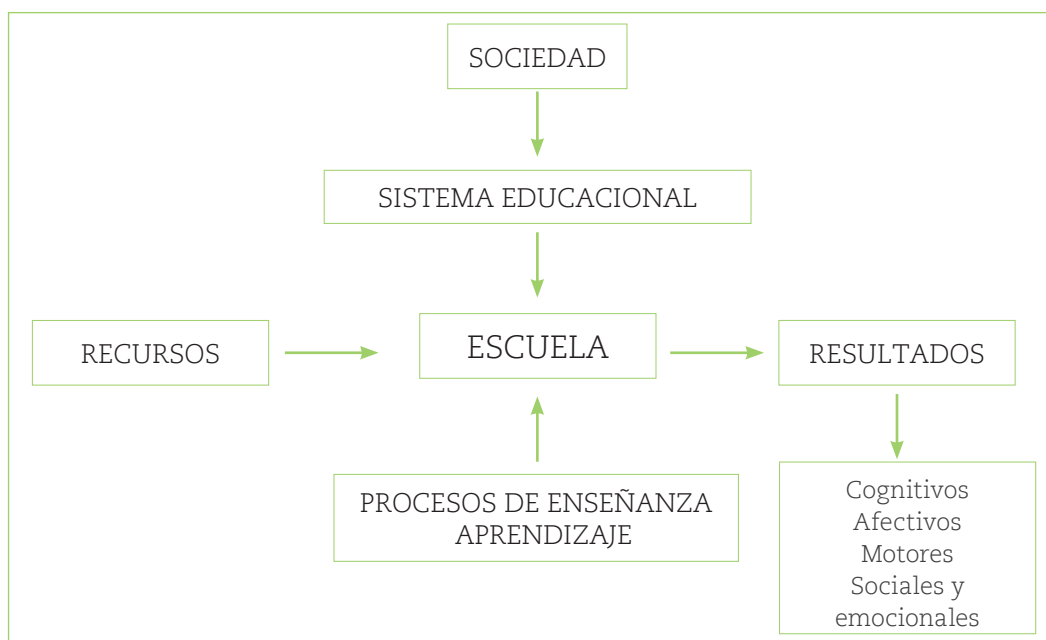 SOCIEDAD
SISTEMA EDUCACIONAL
RECURSOS
ESCUELA
RESULTADOS
PROCESOS DE ENSEÑANZA
APRENDIZAJE
Cognitivos
Afectivos
Motores
Sociales y
emocionales